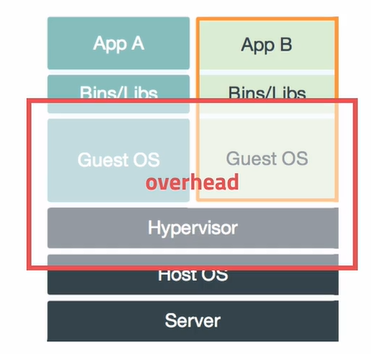 App A App B
Bins/Libs Bins/Libs
Guest OS Guest OS
overhead
Hypervisor
Host OS
Server